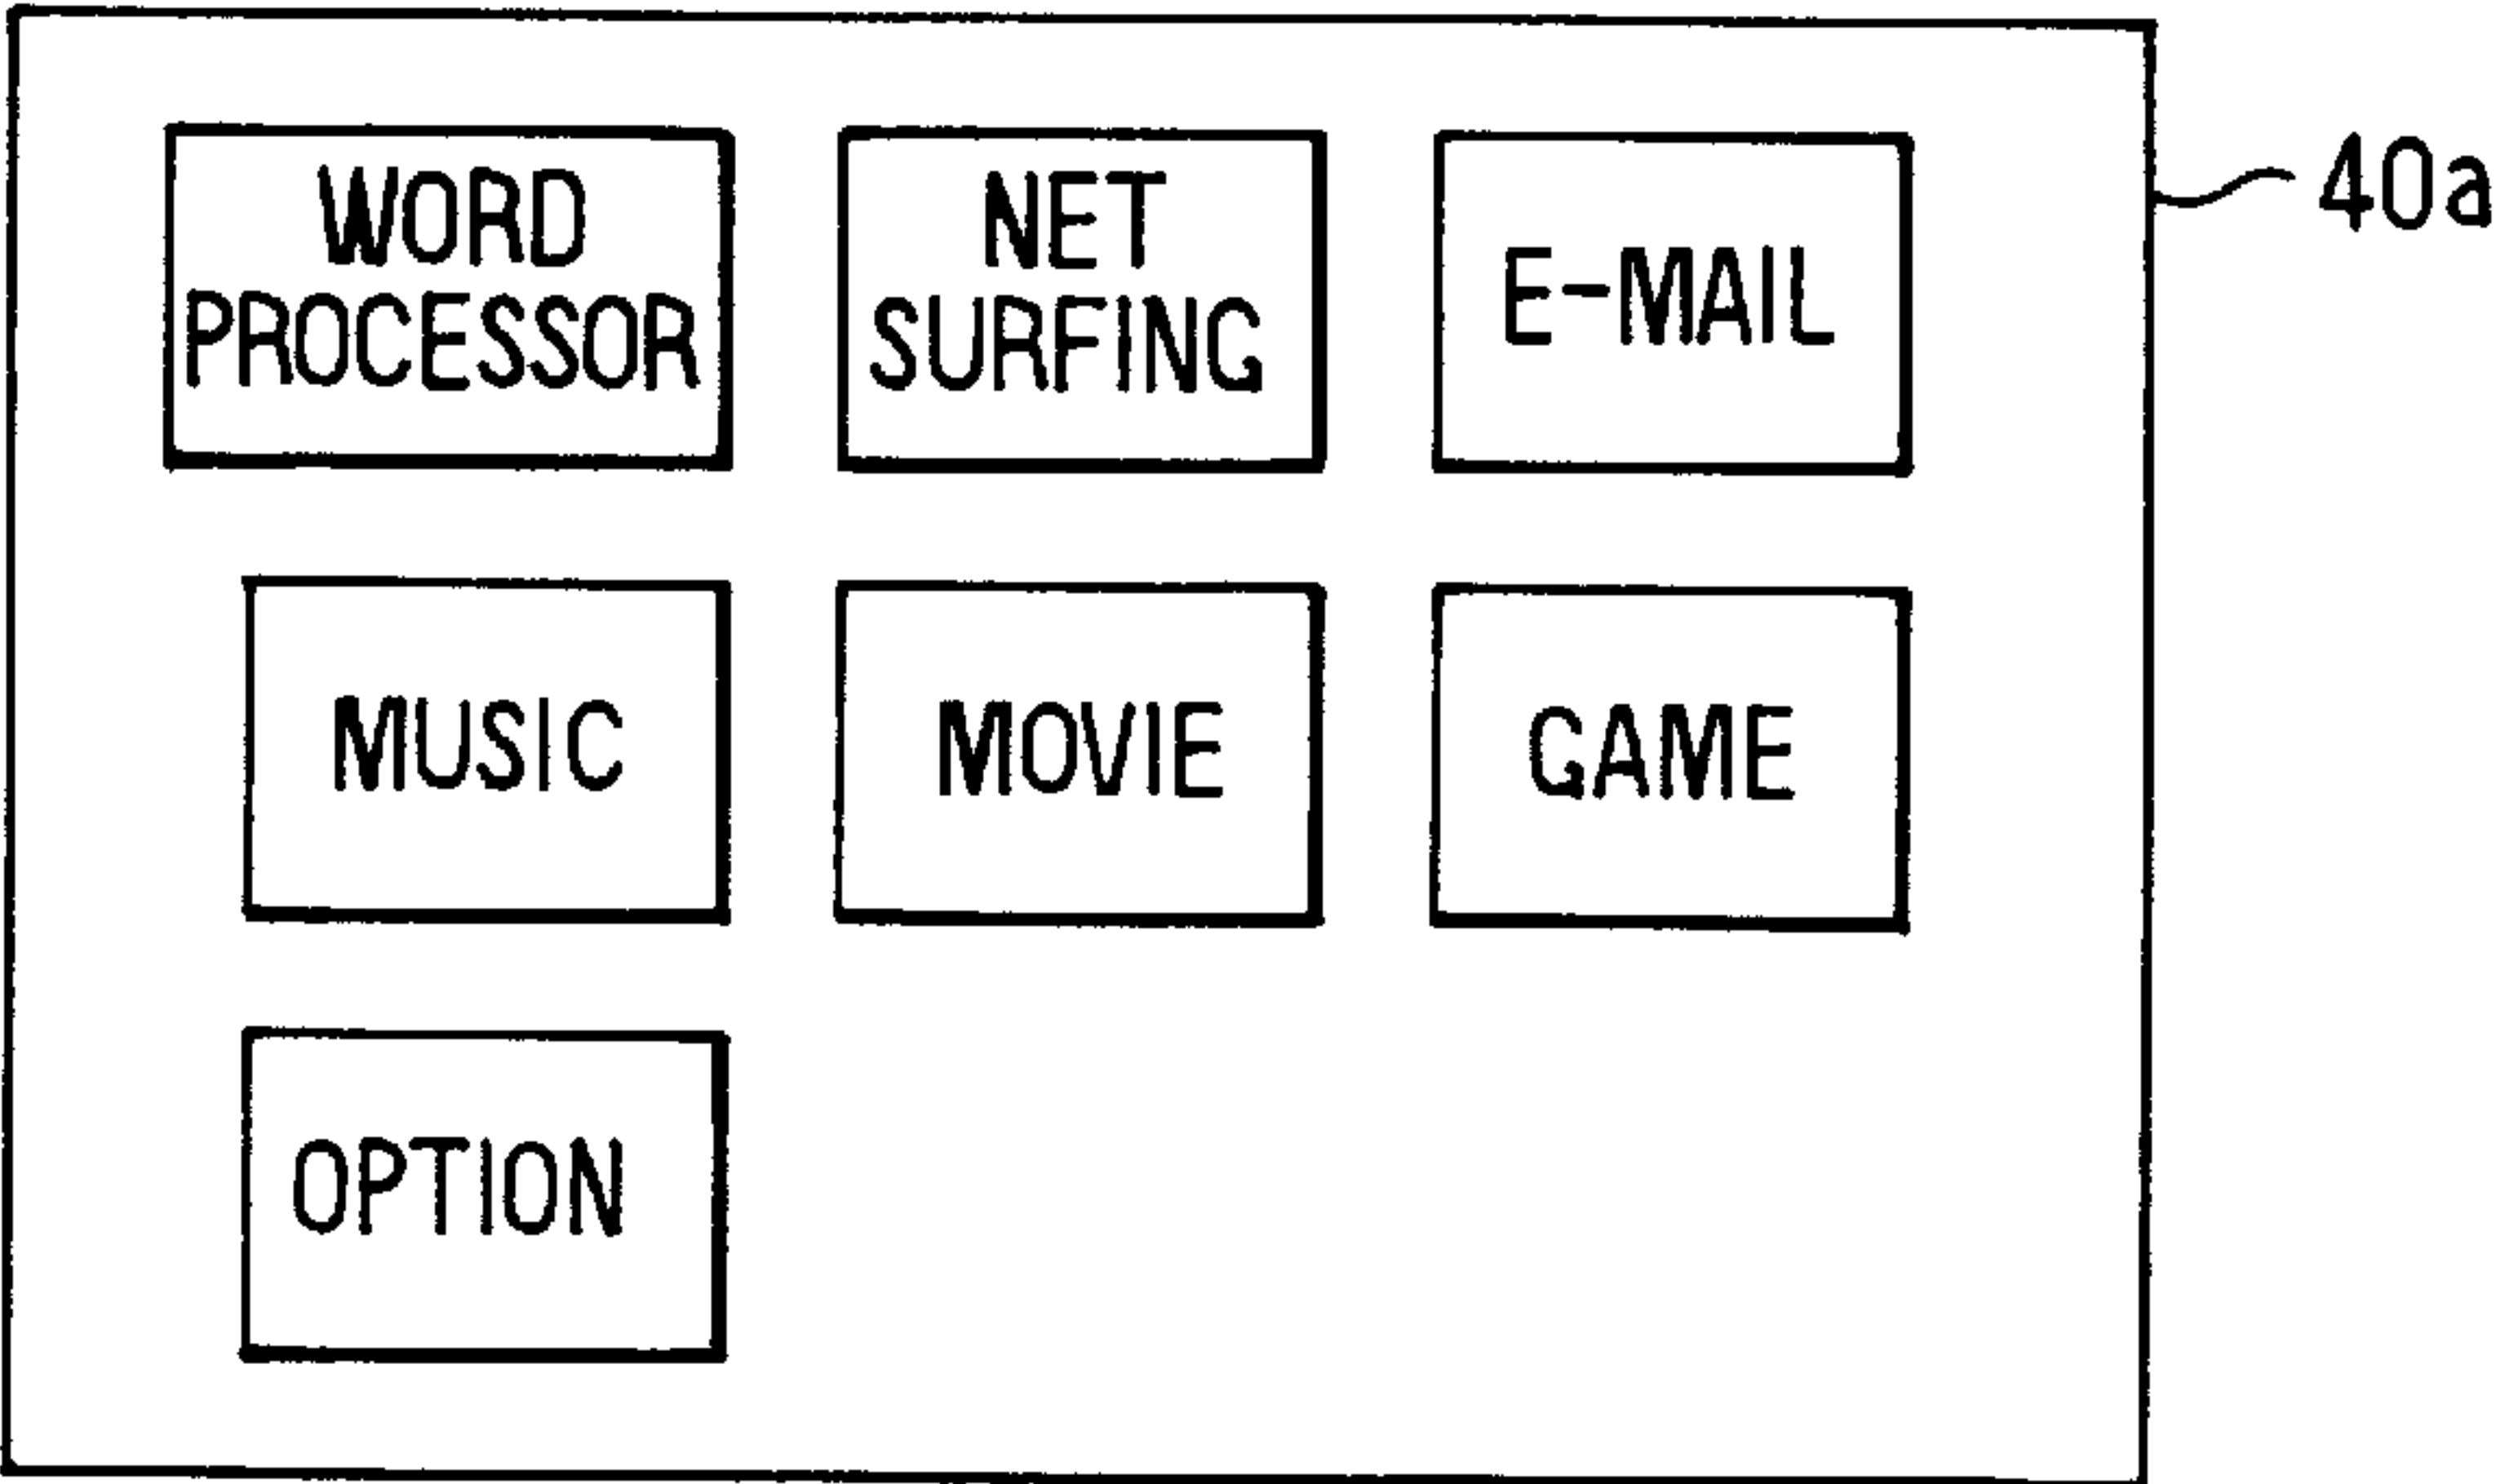 WORD
PROCESSOR
NET
SURFING
E-MAIL
40a
MUSIC
MOVIE
GAME
OPTION